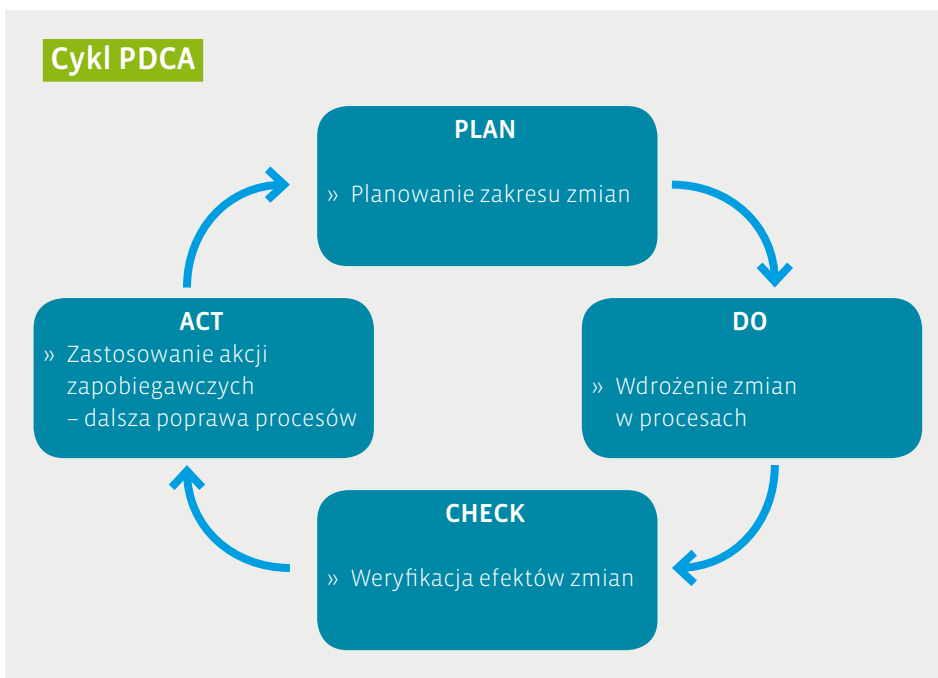 Cykl PDCA
PLAN
» Planowanie zakresu zmian
DO
» Wdrożenie zmian
w procesach
CHECK
» Weryfikacja efektów zmian
ACT
» Zastosowanie akcji
zapobiegawczych
– dalsza poprawa procesów